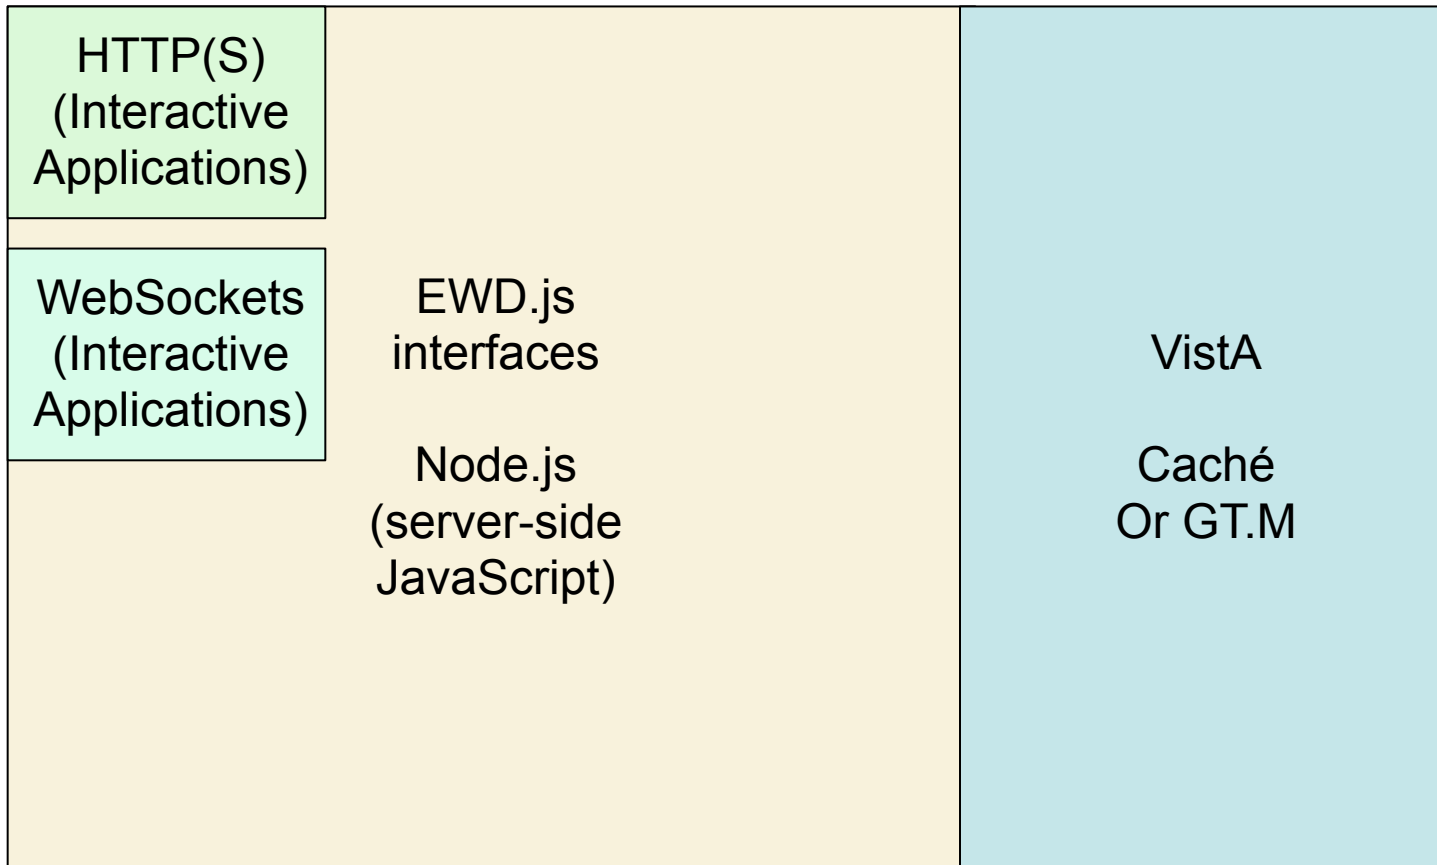 HTTP(S)
(Interactive
Applications)
WebSockets
(Interactive
Applications)
EWD.js
interfaces
Node.js
(server-side
JavaScript)
VistA
Caché
Or GT.M